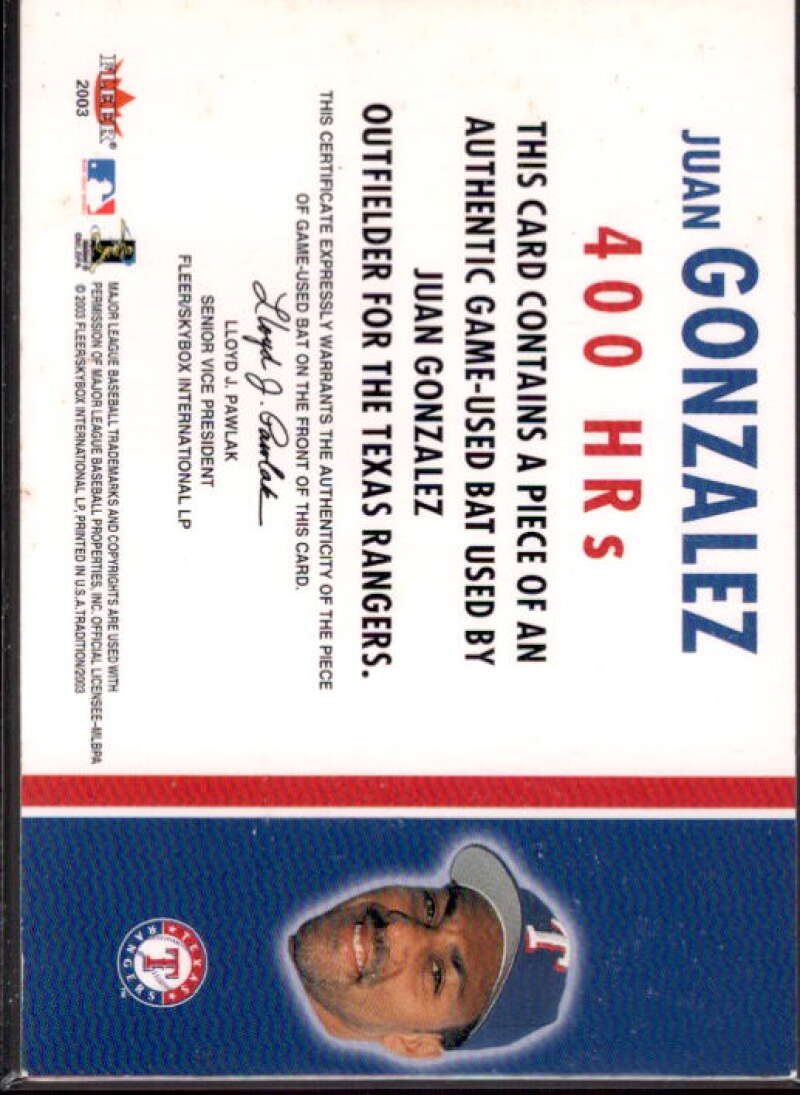 JUAN GONZALEZ
400 HRs
THIS CARD CONTAINS A PIECE OF AN
AUTHENTIC GAME-USED BAT USED BY
JUAN GONZALEZ
OUTFIELDER FOR THE TEXAS RANGERS.
THIS CERTIFICATE EXPRESSLY WARRANTS THE AUTHENTICITY OF THE PIECE
OF GAME-USED BAT ON THE FRONT OF THIS CARD.
Lloyd J. Pawlak
LLOYD J. PAWLAK
SENIOR VICE PRESIDENT
FLEER/SKYBOX INTERNATIONAL LP
FLEER®
2003
MAJOR LEAGUE BASEBALL TRADEMARKS AND COPYRIGHTS ARE USED WITH
PERMISSION OF MAJOR LEAGUE BASEBALL PROPERTIES, INC. OFFICIAL LICENSEE–MLBPA
© 2003 FLEER/SKYBOX INTERNATIONAL LP, PRINTED IN U.S.A. TRADITION/2003
T
TEXAS
T
RANGERS